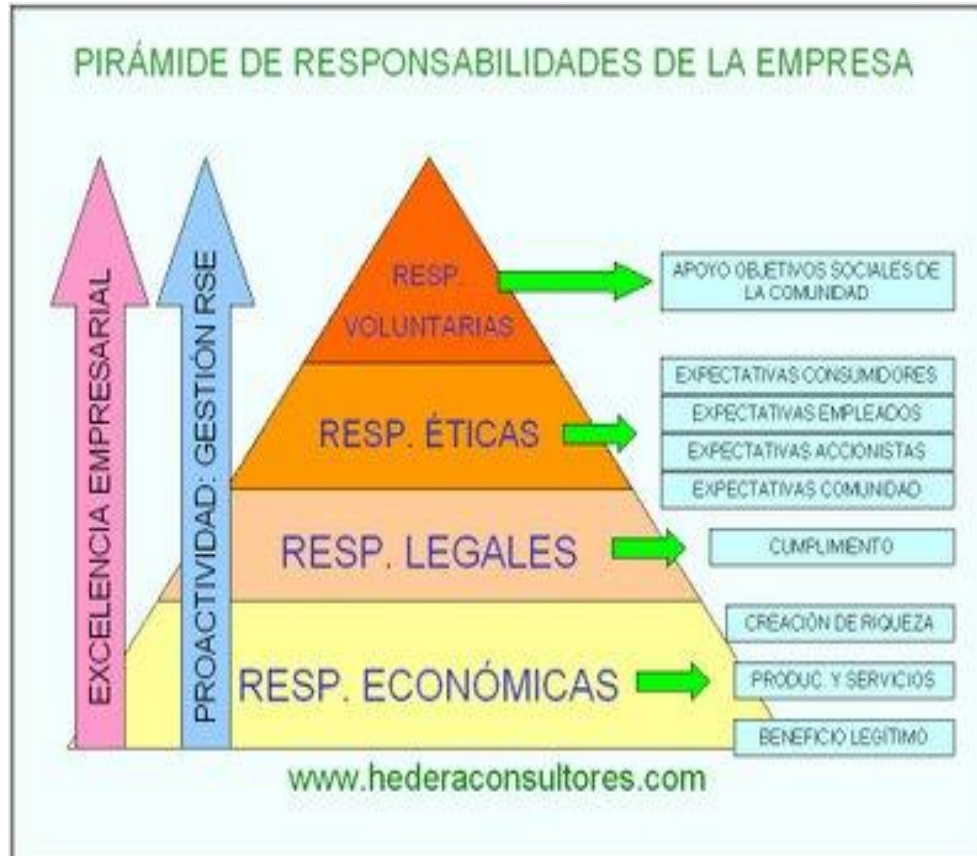 PIRÁMIDE DE RESPONSABILIDADES DE LA EMPRESA
EXCELENCIA EMPRESARIAL
PROACTIVIDAD: GESTIÓN RSE
RESP.
VOLUNTARIAS
APOYO OBJETIVOS SOCIALES DE
LA COMUNIDAD
RESP. ÉTICAS
EXPECTATIVAS CONSUMIDORES
EXPECTATIVAS EMPLEADOS
EXPECTATIVAS ACCIONISTAS
EXPECTATIVAS COMUNIDAD
RESP. LEGALES
CUMPLIMIENTO
RESP. ECONÓMICAS
CREACIÓN DE RIQUEZA
PRODUC. Y SERVICIOS
BENEFICIO LEGÍTIMO
www.hederaconsultores.com